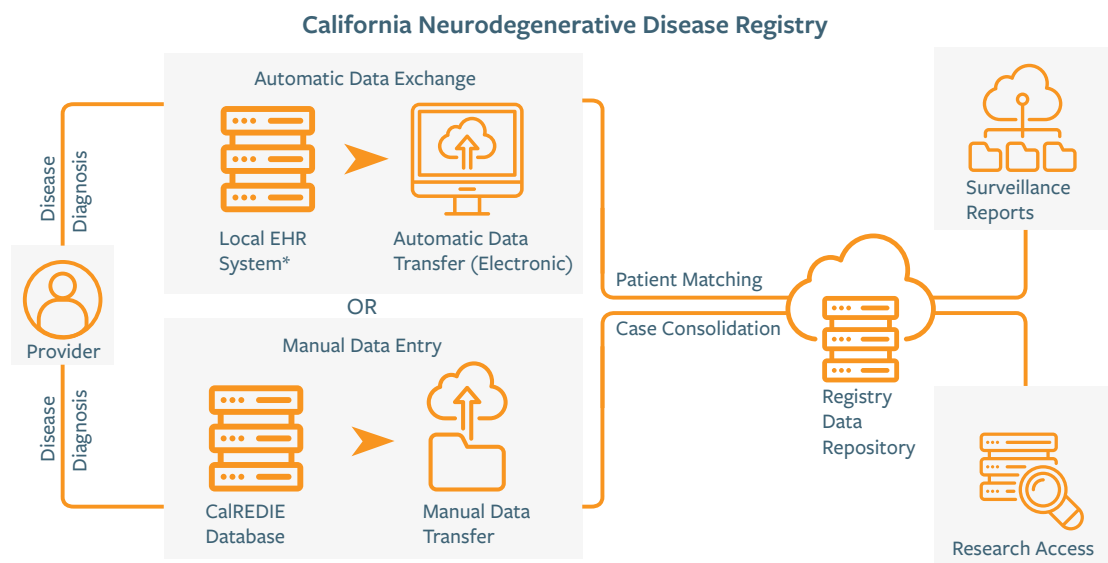 California Neurodegenerative Disease Registry
Automatic Data Exchange
Disease
Diagnosis
Local EHR
System*
Automatic Data
Transfer (Electronic)
Provider
OR
Manual Data Entry
Disease
Diagnosis
CalREDIE
Database
Manual Data
Transfer
Patient Matching
Case Consolidation
Registry
Data
Repository
Surveillance
Reports
Research Access